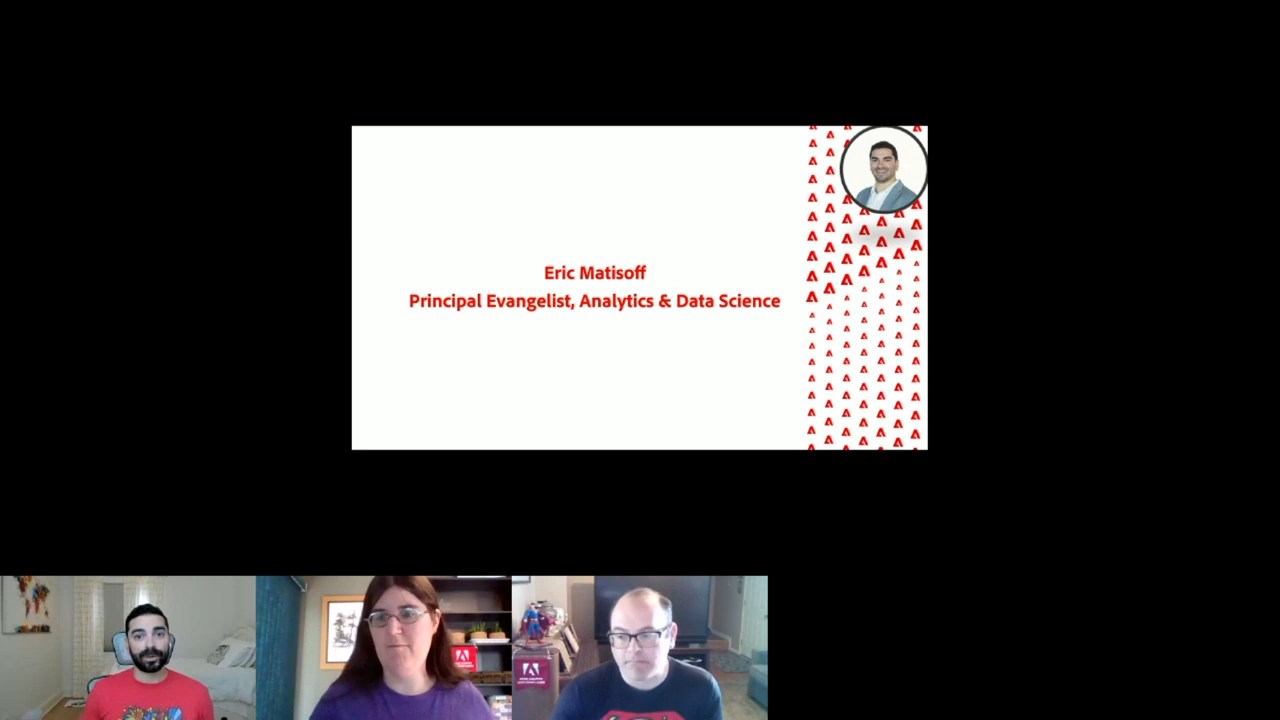 Eric Matisoff
Principal Evangelist, Analytics & Data Science